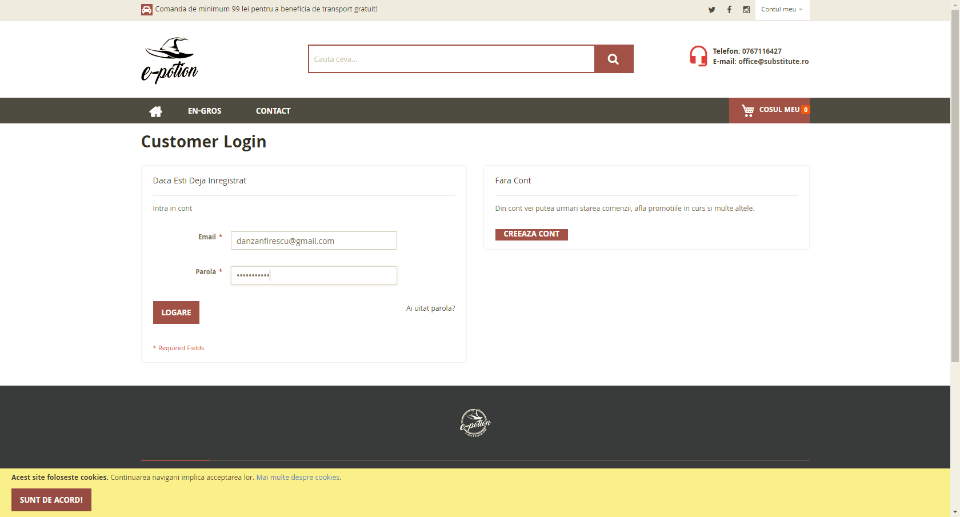 Comanda de minimum 99 lei pentru a beneficia de transport gratuit!
Contul meu
e-potion
Cauta ceva...
Telefon: 0767116427
E-mail: office@substitute.ro
EN-GROS
CONTACT
COSUL MEU 0
Customer Login
Daca Esti Deja Inregistrat
Intra in cont
Email *
danzanfirescu@gmail.com
Parola *
•••••••••••
LOGARE
Ai uitat parola?
* Required Fields
Fara Cont
Din cont vei putea urmari starea comenzii, afla promotiile in curs si multe altele.
CREEAZA CONT
e-potion
Acest site foloseste cookies. Continuarea navigarii implica acceptarea lor. Mai multe despre cookies.
SUNT DE ACORD!